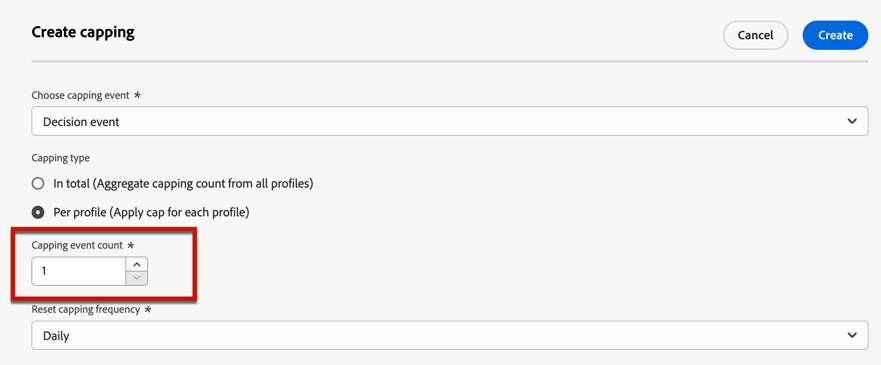 Create capping
Cancel
Create
Choose capping event *
Decision event
Capping type
In total (Aggregate capping count from all profiles)
Per profile (Apply cap for each profile)
Capping event count *
1
Reset capping frequency *
Daily